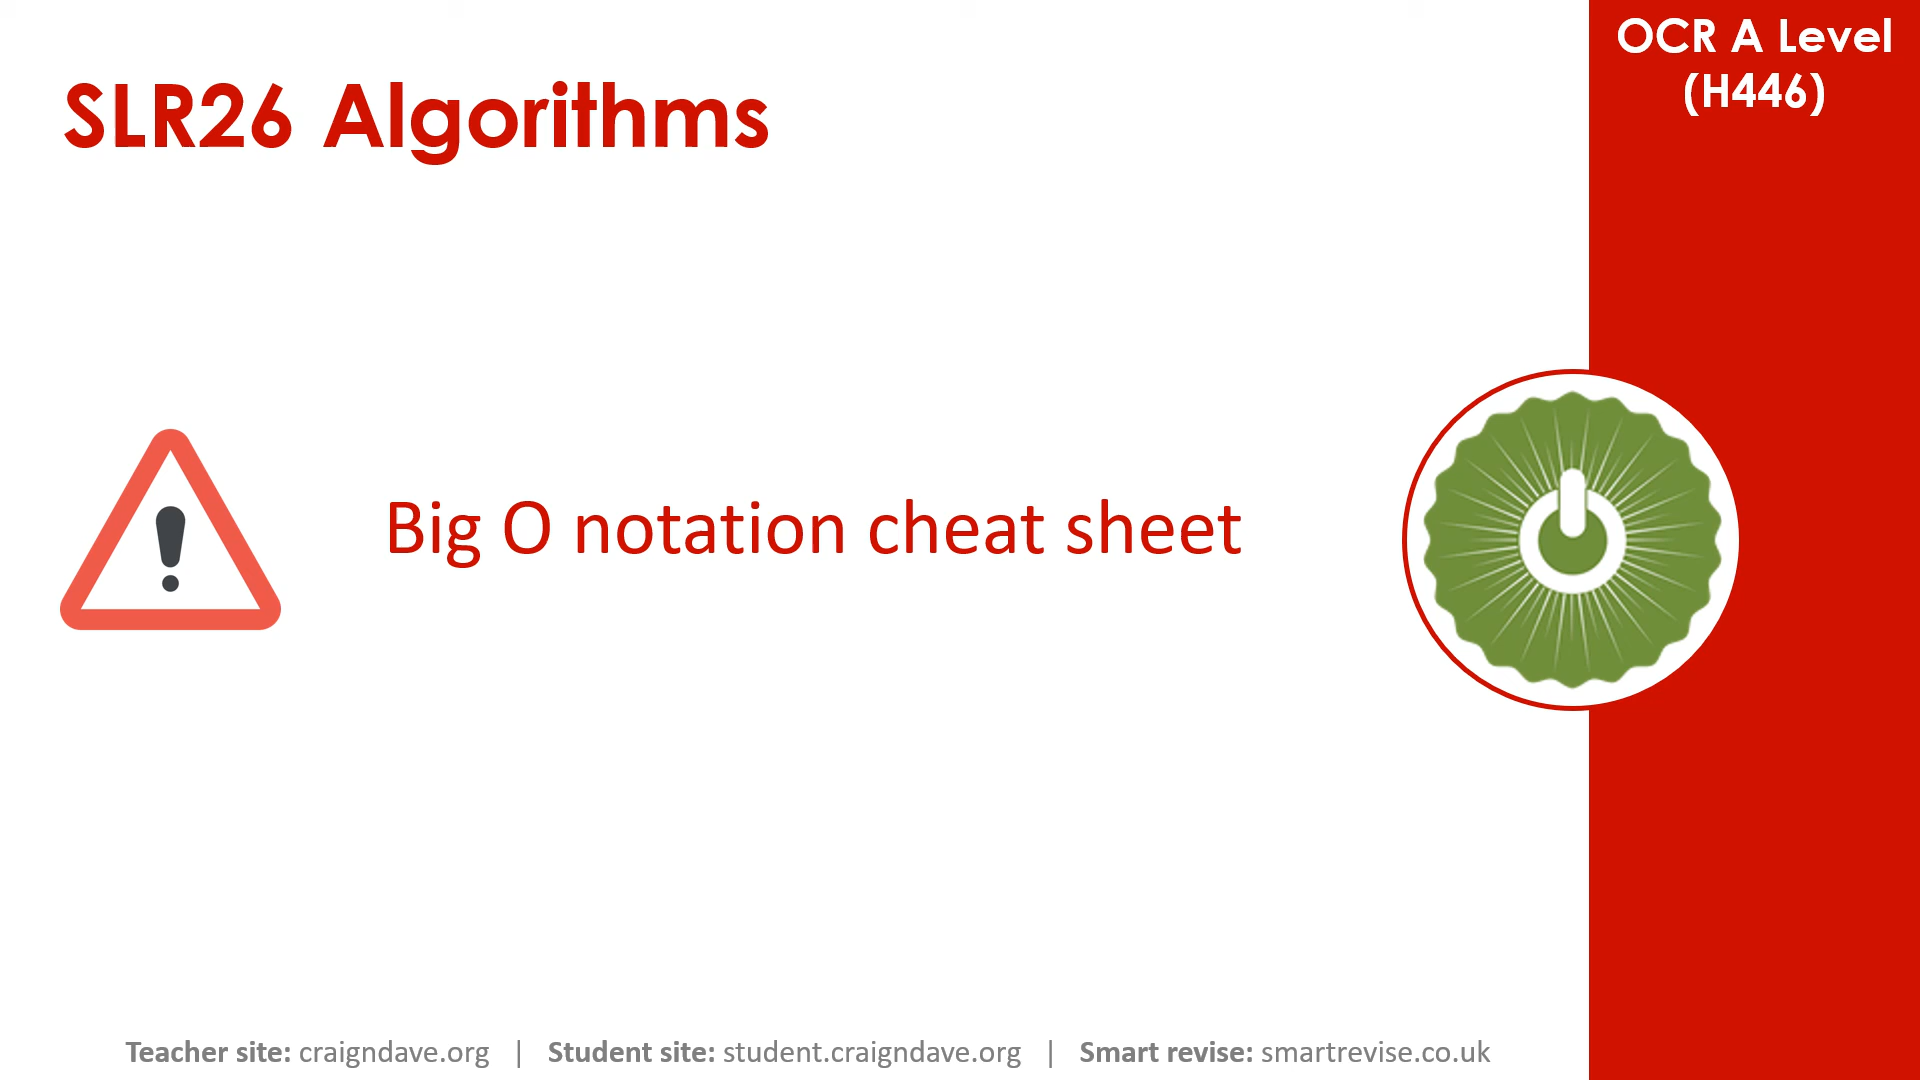 OCR A Level
(H446)
SLR26 Algorithms
Big O notation cheat sheet
Teacher site: craigndave.org | Student site: student.craigndave.org | Smart revise: smartrevise.co.uk